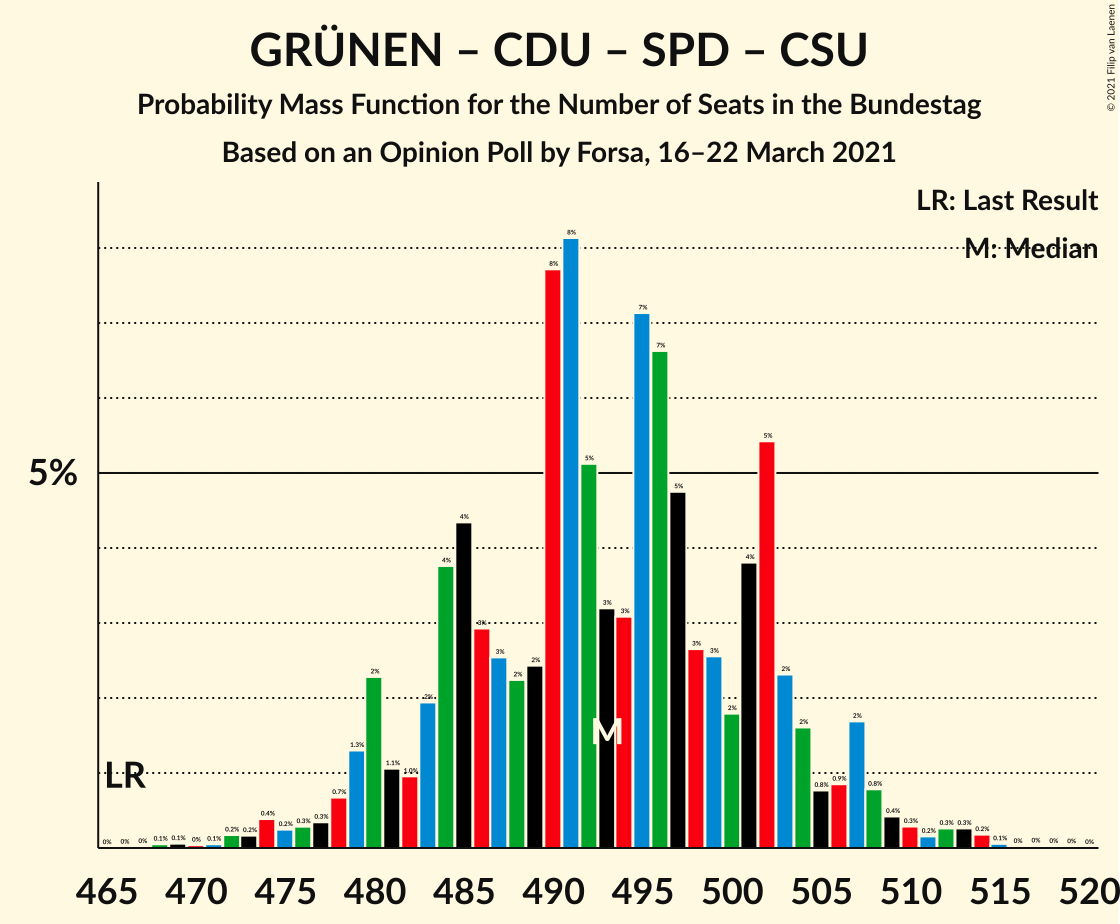 GRÜNEN – CDU – SPD – CSU
Probability Mass Function for the Number of Seats in the Bundestag
Based on an Opinion Poll by Forsa, 16–22 March 2021
© 2021 Filip van Laenen
LR: Last Result
M: Median
5%
0% 0% 0% 0.1% 0.1% 0% 0.1% 0.2% 0.2% 0.4% 0.2% 0.3% 0.3% 0.7% 1.3% 2% 1.1% 1.0% 2% 4% 4% 3% 3% 2% 2% 8% 8% 5% 3% 3% 7% 7% 5% 3% 3% 2% 4% 5% 2% 2% 0.8% 0.9% 2% 0.8% 0.4% 0.3% 0.2% 0.3% 0.3% 0.2% 0.1% 0% 0% 0% 0% 0%
M
LR
465 470 475 480 485 490 495 500 505 510 515 520